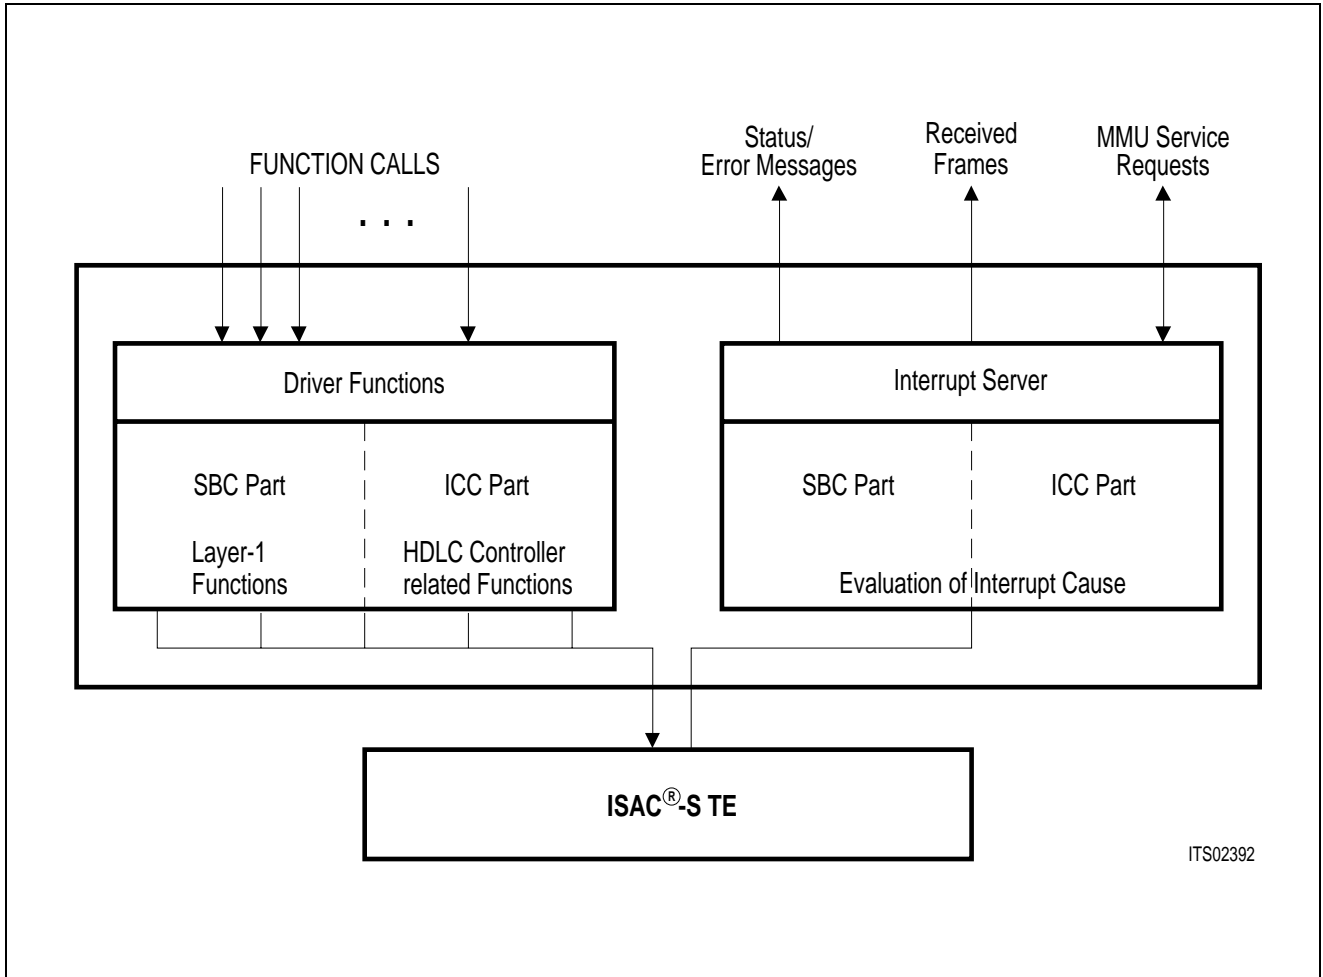 FUNCTION CALLS
. . .
Status/
Error Messages
Received
Frames
MMU Service
Requests
Driver Functions
SBC Part
ICC Part
Layer-1
Functions
HDLC Controller
related Functions
Interrupt Server
SBC Part
ICC Part
Evaluation of Interrupt Cause
ISAC®-S TE
ITS02392